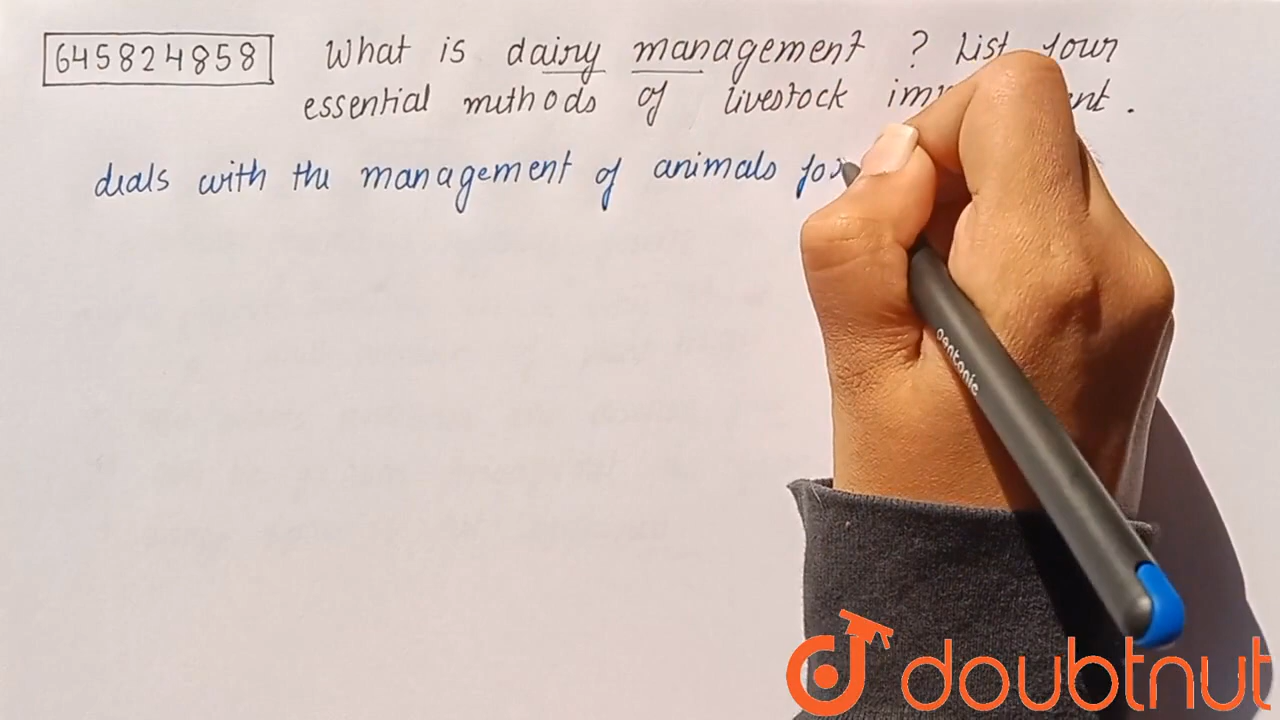 645824858 What is dairy management ? List four
essential methods of livestock
deals with the management of animals for
pentonic
doubtnut